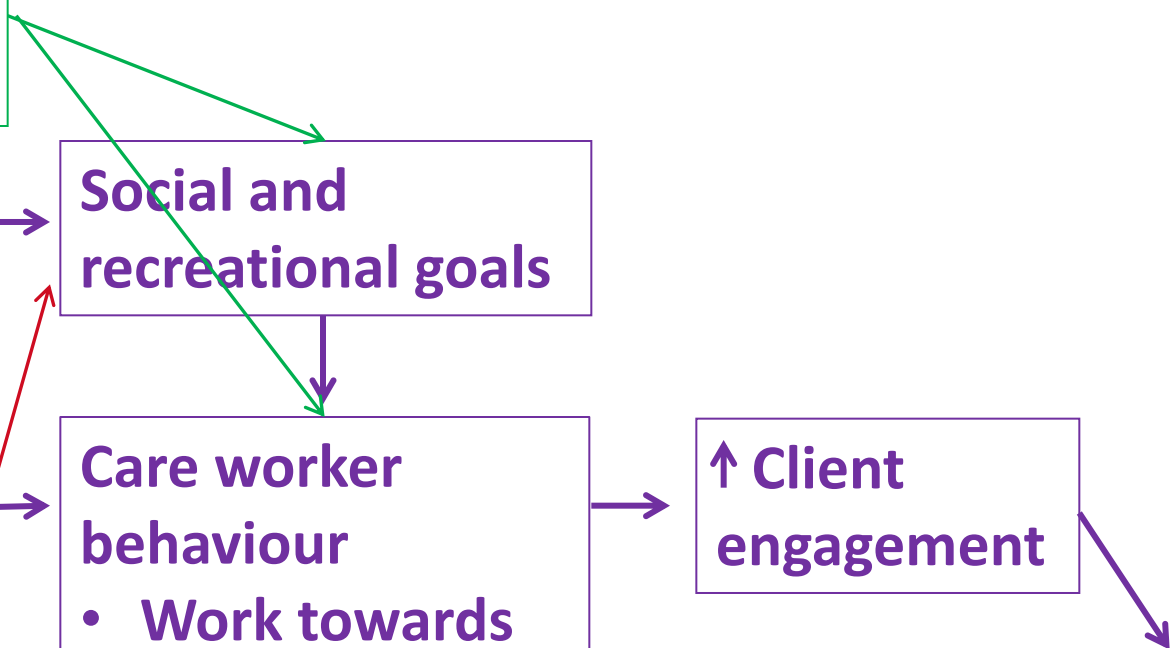 Social and
recreational goals
Care worker
behaviour
• Work towards
↑ Client
engagement